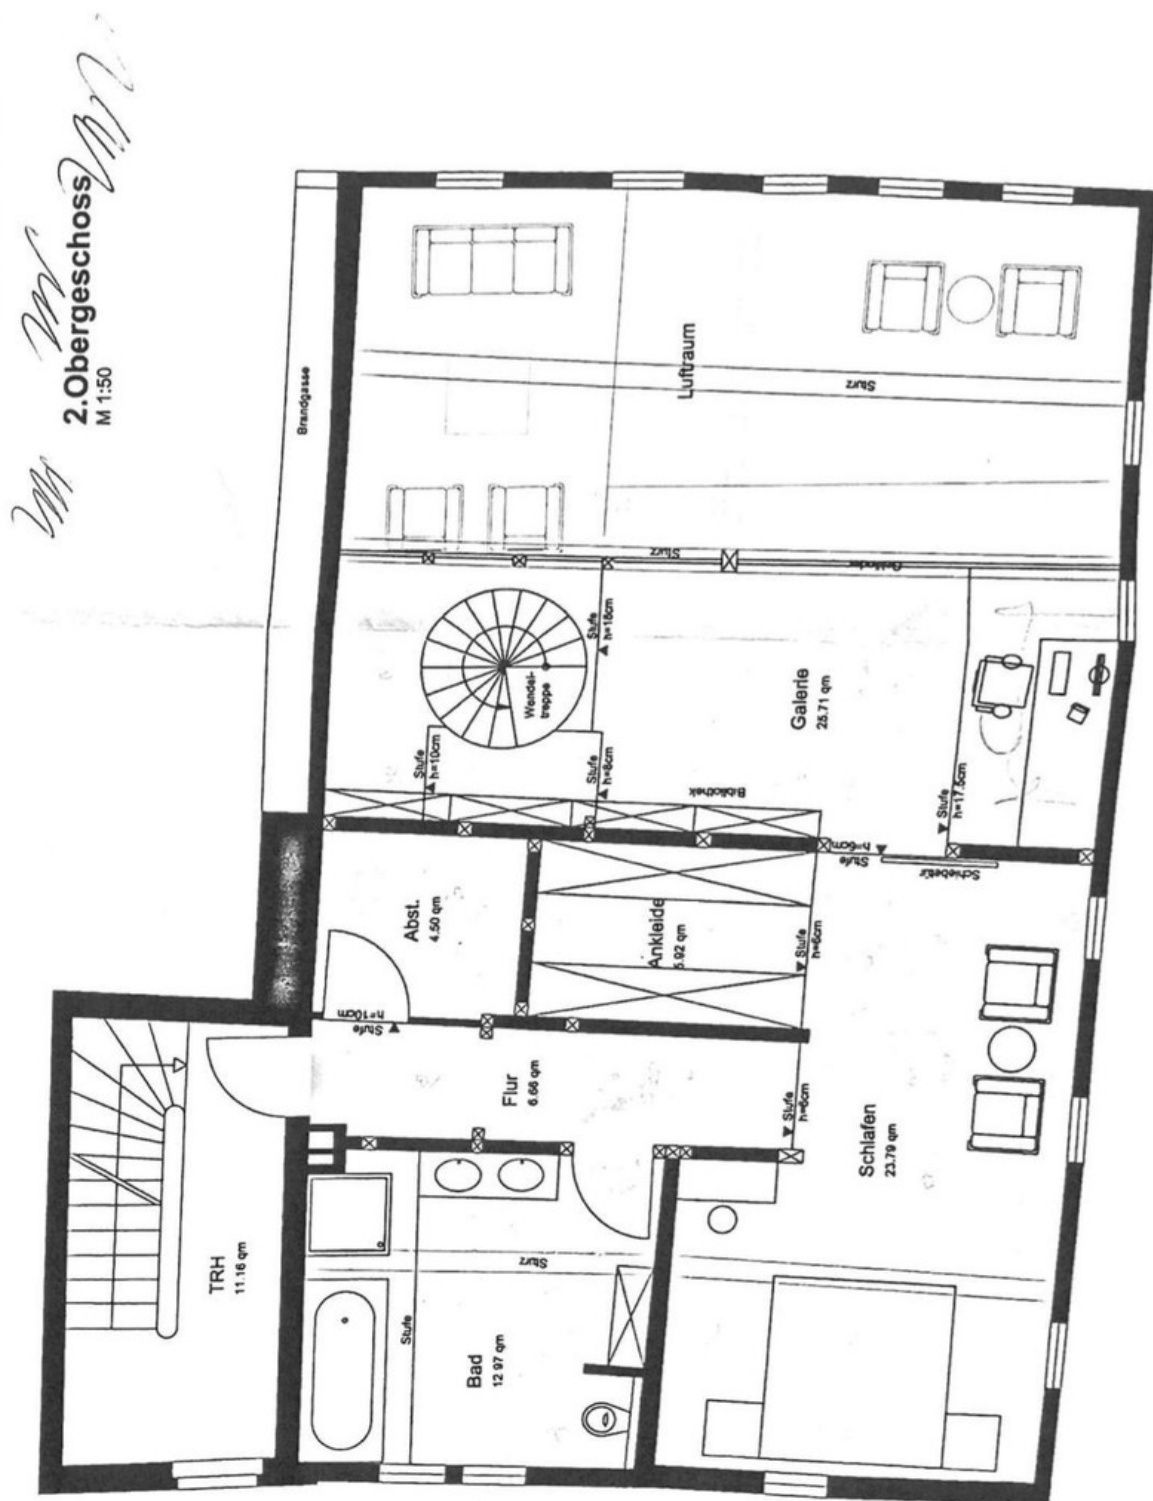 2.Obergeschoss
M 1:50
Brandgasse
TRH
11.16 qm
Bad
12.97 qm
Stufe
Sturz
Flur
6.66 qm
Stufe
h=10cm
Abst.
4.50 qm
Ankleide
5.92 qm
Stufe
h=6cm
Stufe
h=6cm
Schlafen
23.79 qm
Stufe
h=6cm
Schiebetür
Bibliothek
Stufe
h=10cm
Stufe
h=8cm
Wendel-
treppe
Stufe
h=18cm
Galerie
25.71 qm
Stufe
h=17.5cm
Sturz
Luftraum
Sturz